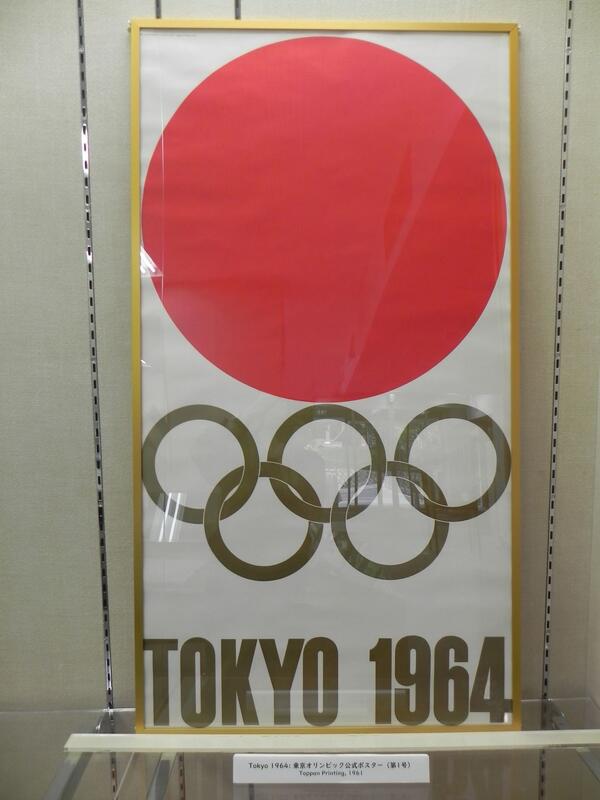 TOKYO 1964
Tokyo 1964: 東京オリンピック公式ポスター（第1号）
Toppan Printing, 1961